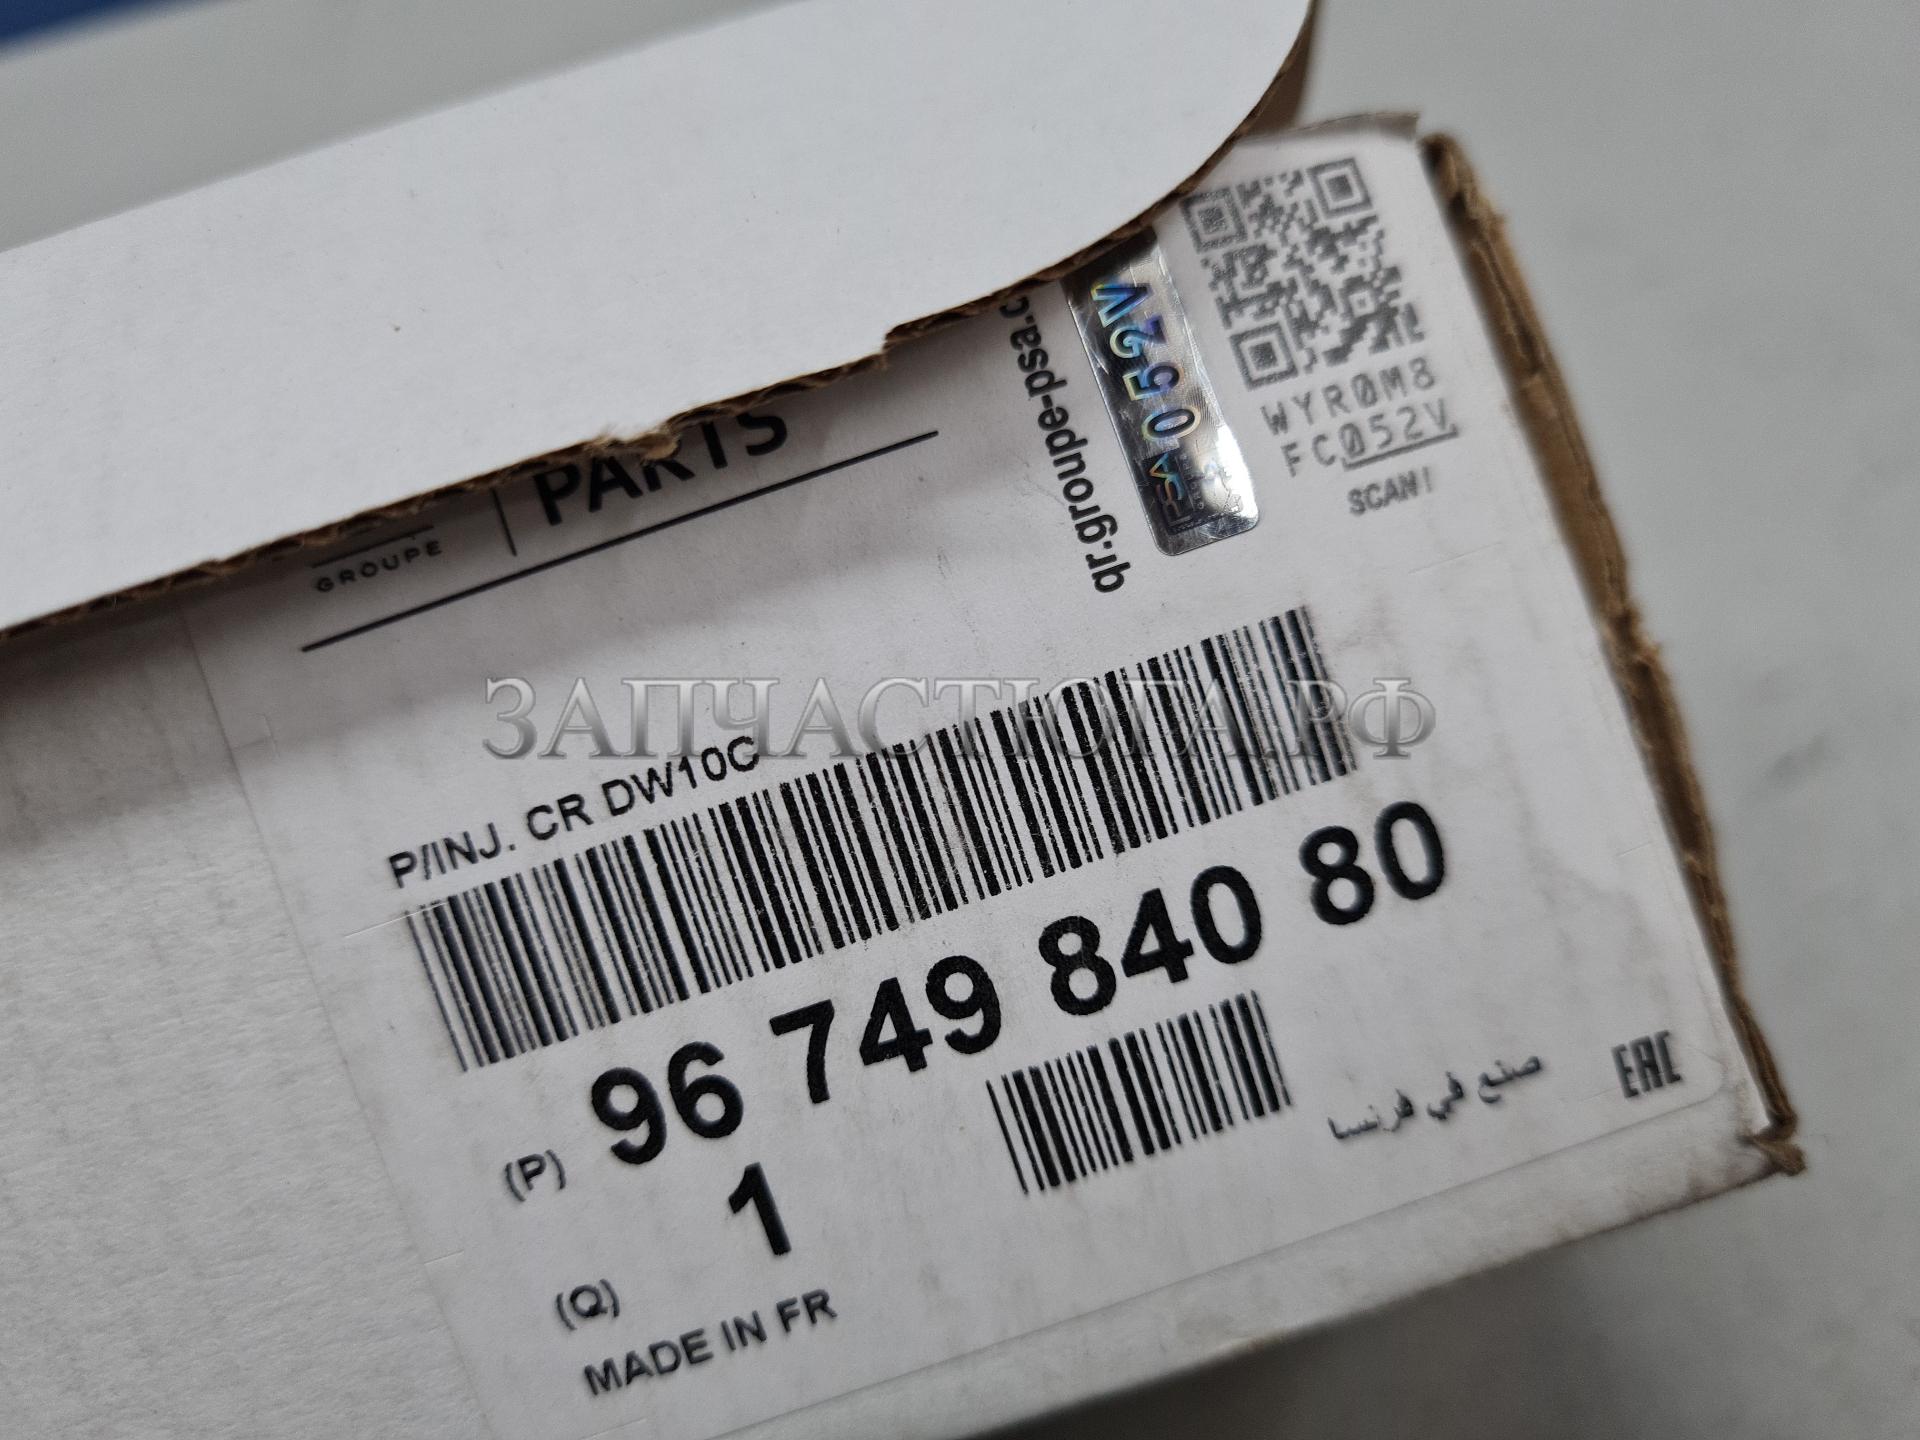 PARTS
GROUPE
qr.groupe-psa.c
PSA 052V
WYR0M8
FC052V
SCAN!
ЗАПЧАСТЮГА.РФ
P/INJ. CR DW10C
(P) 96 749 840 80
(Q) 1
MADE IN FR
صنع في فرنسا
EAC